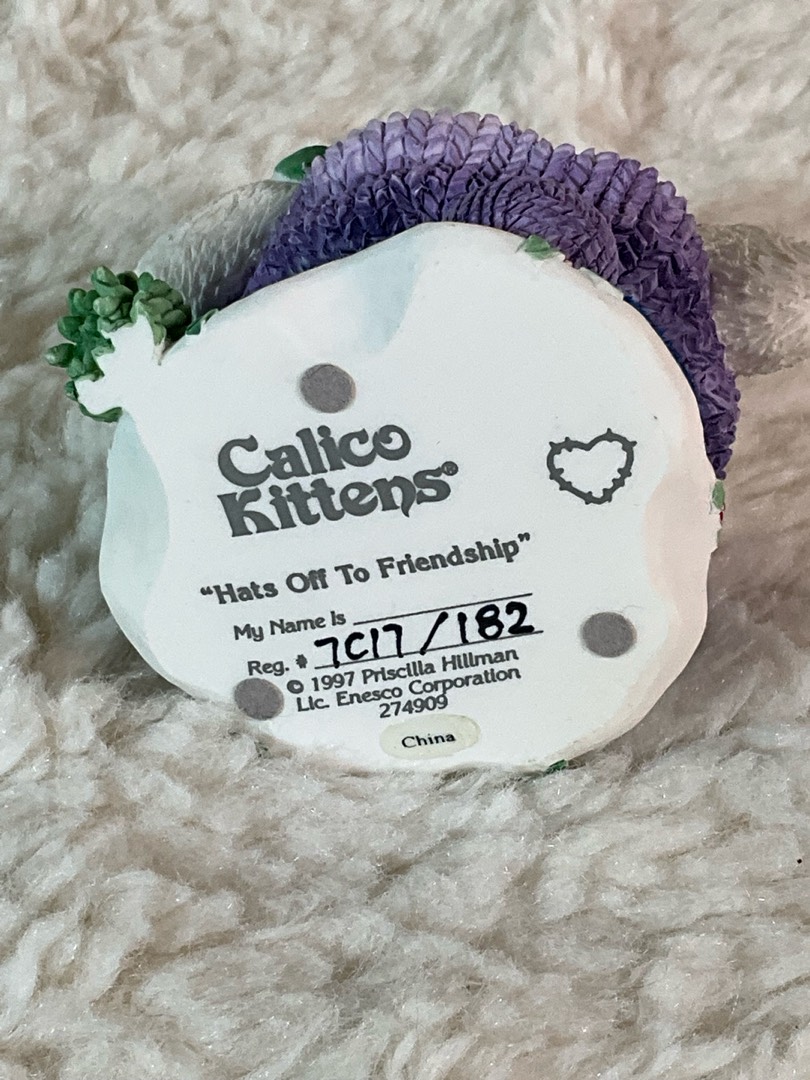 Calico
Kittens®
“Hats Off To Friendship”
My Name Is
Reg. # 7C17/182
© 1997 Priscilla Hillman
Lic. Enesco Corporation
274909
China